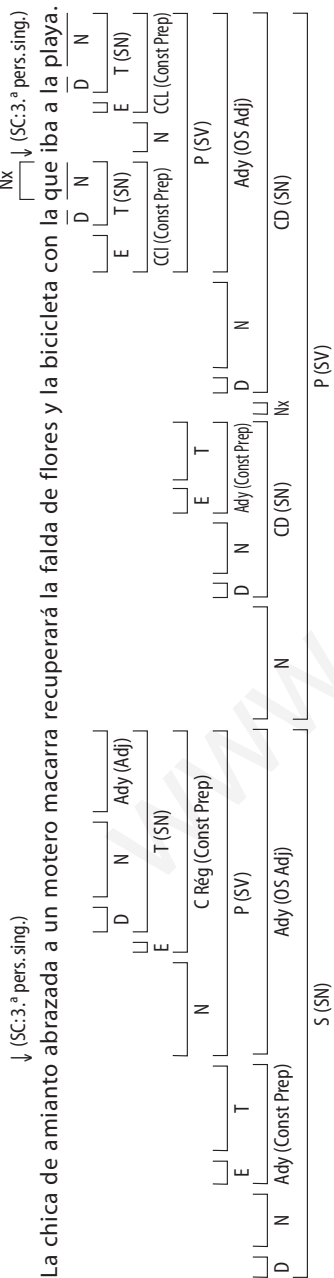 Nx
↓ (SC:3.ª pers. sing.) ↓ (SC:3.ª pers. sing.)
La chica de amianto abrazada a un motero macarra recuperará la falda de flores y la bicicleta con la que iba a la playa.
D N Ady (Adj) D N D N
E T (SN) E T (SN) E T (SN)
N C Rég (Const Prep) E T CCI (Const Prep) N CCL (Const Prep)
E T P (SV) D N Ady (Const Prep) D N P (SV)
D N Ady (Const Prep) Ady (OS Adj) N CD (SN) Nx Ady (OS Adj)
CD (SN)
S (SN) P (SV)
www